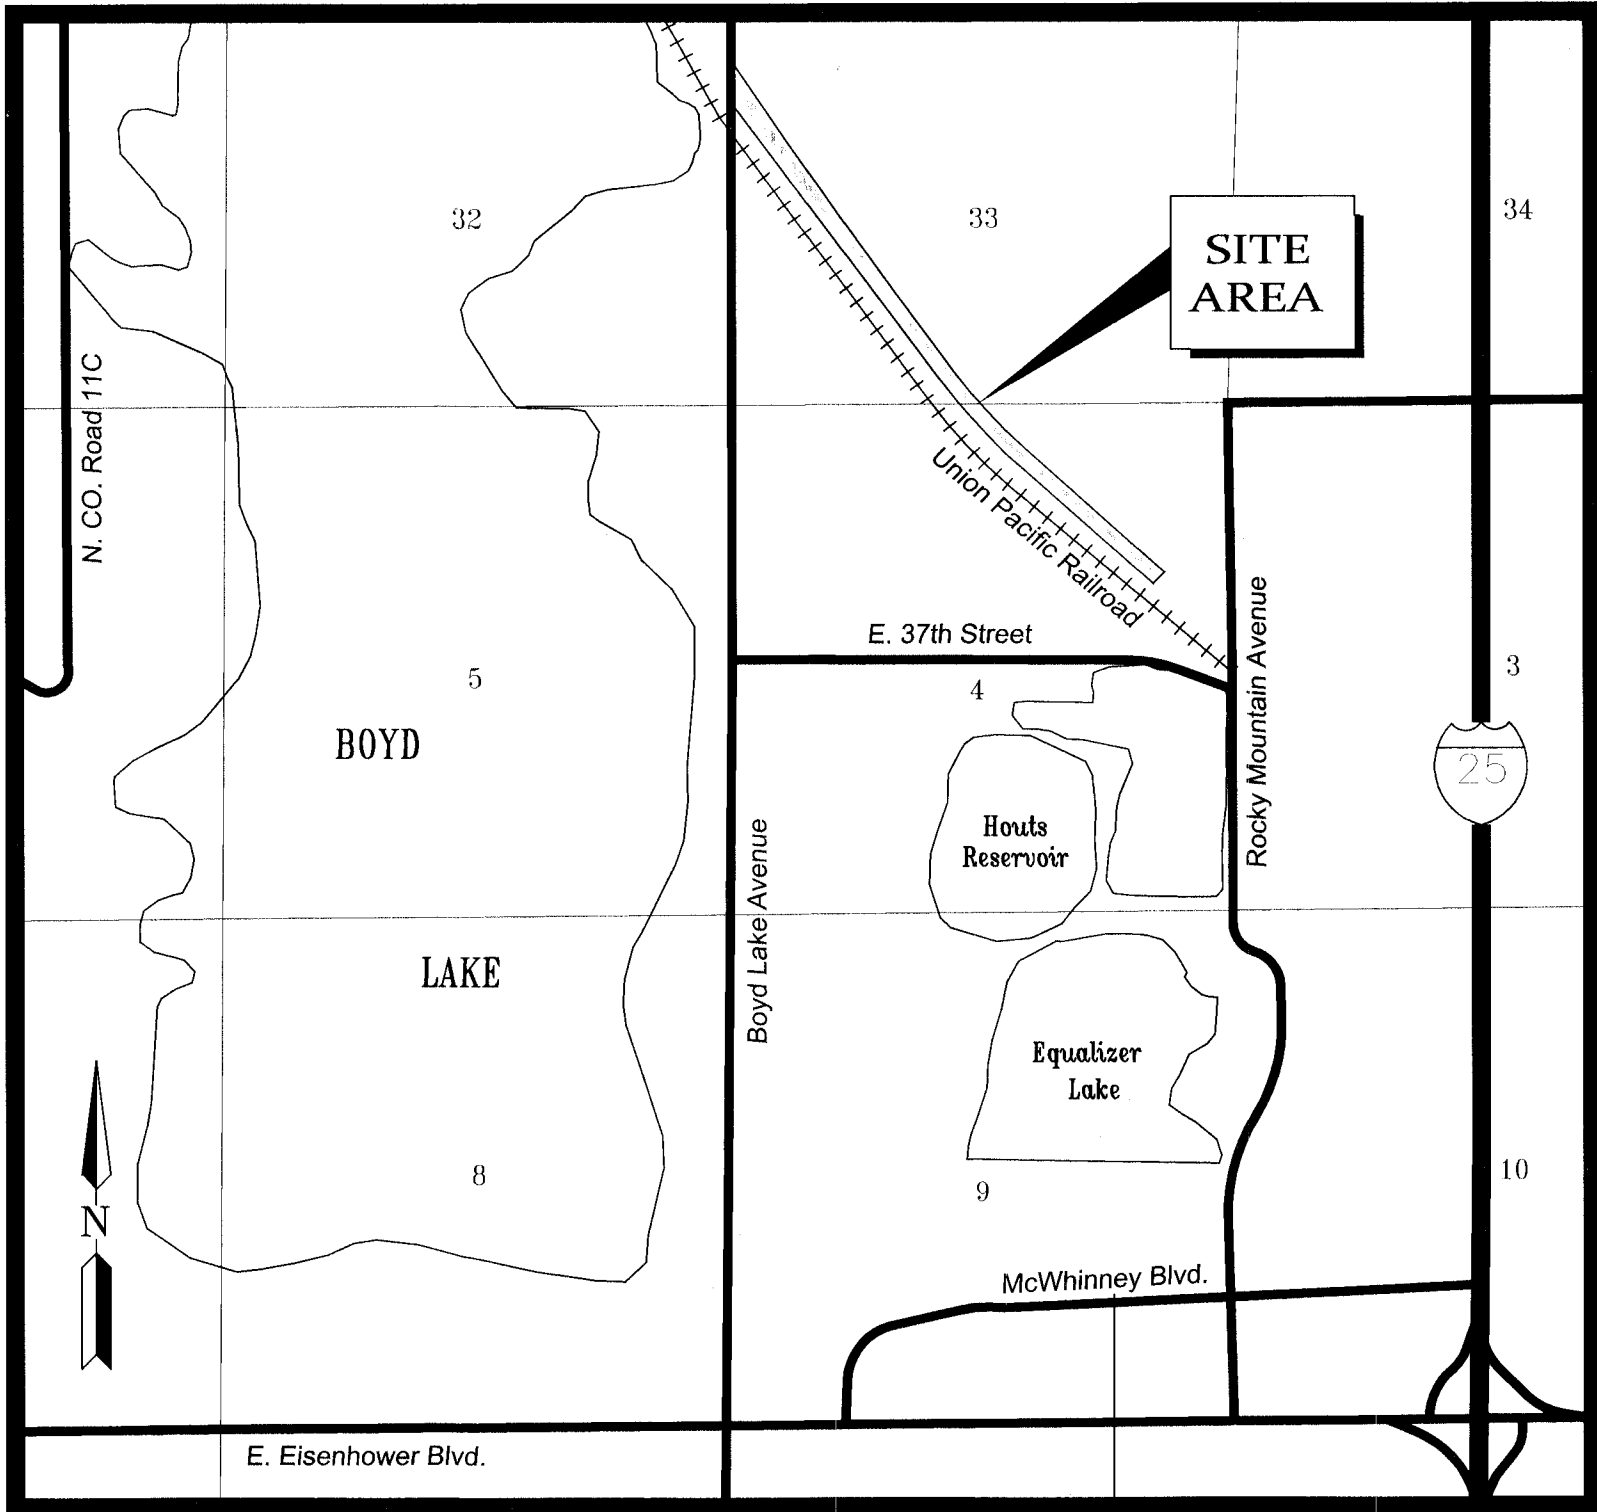 32
33
34
SITE
AREA
N. CO. Road 11C
Union Pacific Railroad
E. 37th Street
Rocky Mountain Avenue
5
4
3
BOYD
25
Houts
Reservoir
Boyd Lake Avenue
LAKE
Equalizer
Lake
8
9
10
N
McWhinney Blvd.
E. Eisenhower Blvd.